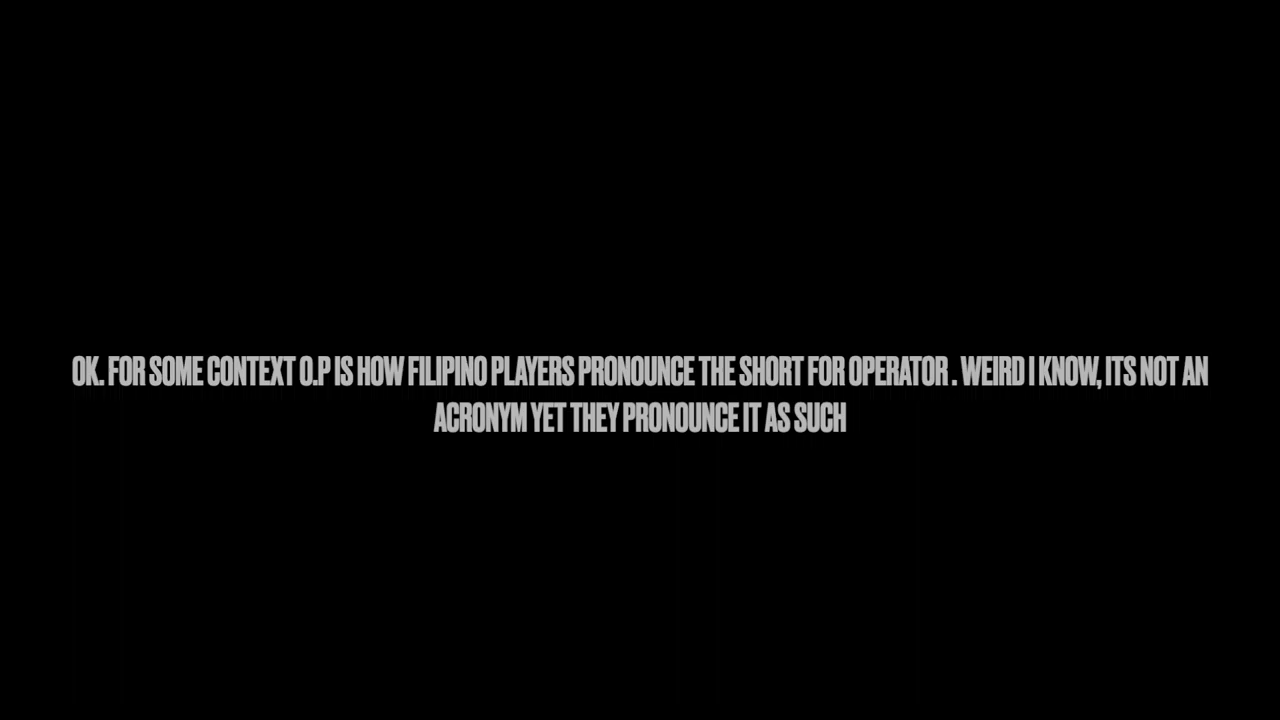 OK. FOR SOME CONTEXT O.P IS HOW FILIPINO PLAYERS PRONOUNCE THE SHORT FOR OPERATOR . WEIRD I KNOW, ITS NOT AN
ACRONYM YET THEY PRONOUNCE IT AS SUCH